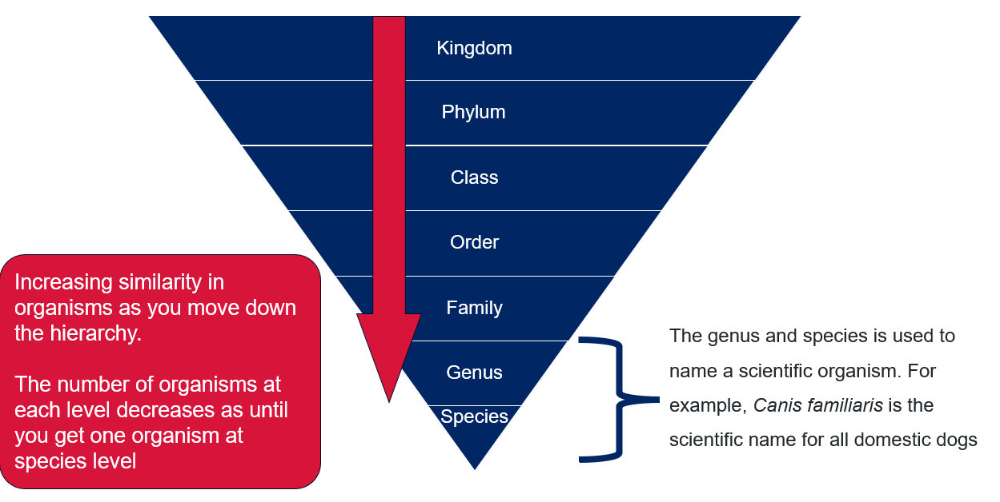 Kingdom
Phylum
Class
Order
Family
Genus
Species
Increasing similarity in
organisms as you move down
the hierarchy.
The number of organisms at
each level decreases as until
you get one organism at
species level
The genus and species is used to
name a scientific organism. For
example, Canis familiaris is the
scientific name for all domestic dogs